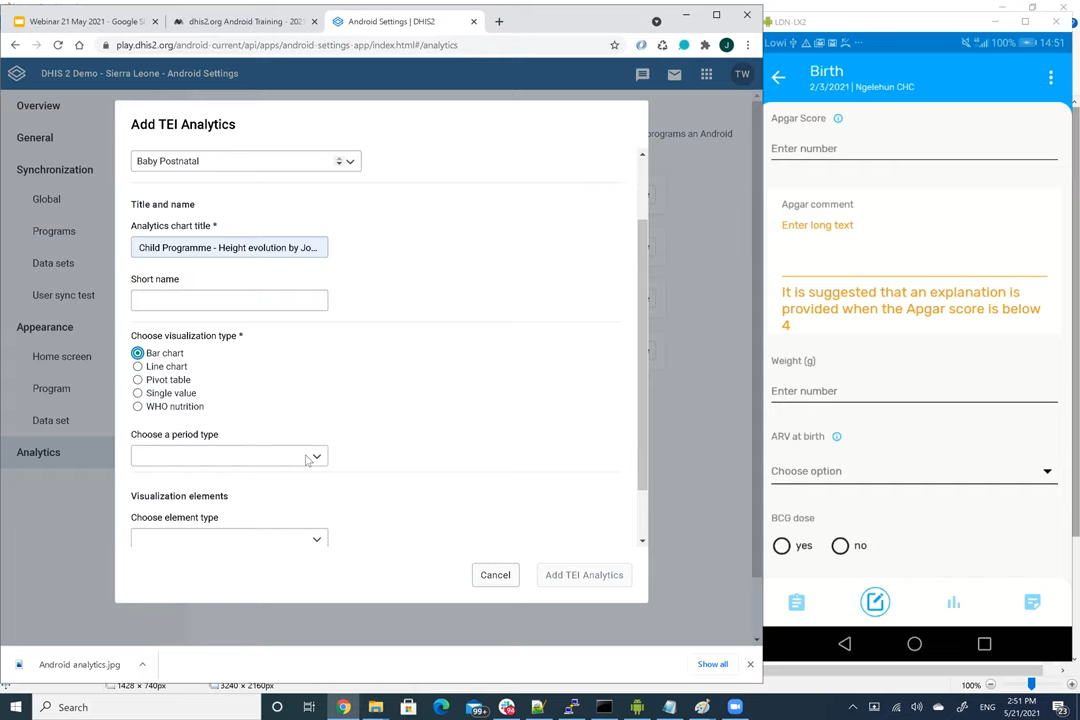 Webinar 21 May 2021 - Google Sl
dhis2.org Android Training - 2021
Android Settings | DHIS2
play.dhis2.org/android-current/api/apps/android-settings-app/index.html#/analytics
J
DHIS 2 Demo - Sierra Leone - Android Settings
TW
Overview
General
Synchronization
Global
Programs
Data sets
User sync test
Appearance
Home screen
Program
Data set
Analytics
programs an Android
Add TEI Analytics
Baby Postnatal
Title and name
Analytics chart title *
Child Programme - Height evolution by Jo...
Short name
Choose visualization type *
Bar chart
Line chart
Pivot table
Single value
WHO nutrition
Choose a period type
Visualization elements
Choose element type
Cancel
Add TEI Analytics
LDN-LX2
Lowi
100%
14:51
Birth
2/3/2021 | Ngelehun CHC
Apgar Score
Enter number
Apgar comment
Enter long text
It is suggested that an explanation is
provided when the Apgar score is below
4
Weight (g)
Enter number
ARV at birth
Choose option
BCG dose
yes
no
Android analytics.jpg
Show all
1428 × 740px
3240 × 2160px
100%
Search
99+
ENG
2:51 PM
5/21/2021
23